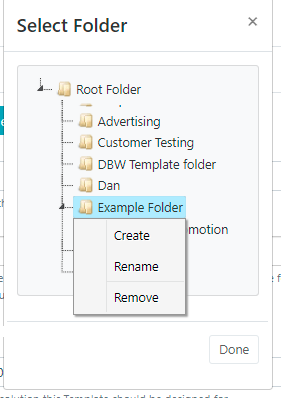 Select Folder
×
Root Folder
Advertising
Customer Testing
DBW Template folder
Dan
Example Folder
Create
Rename
Remove
Done